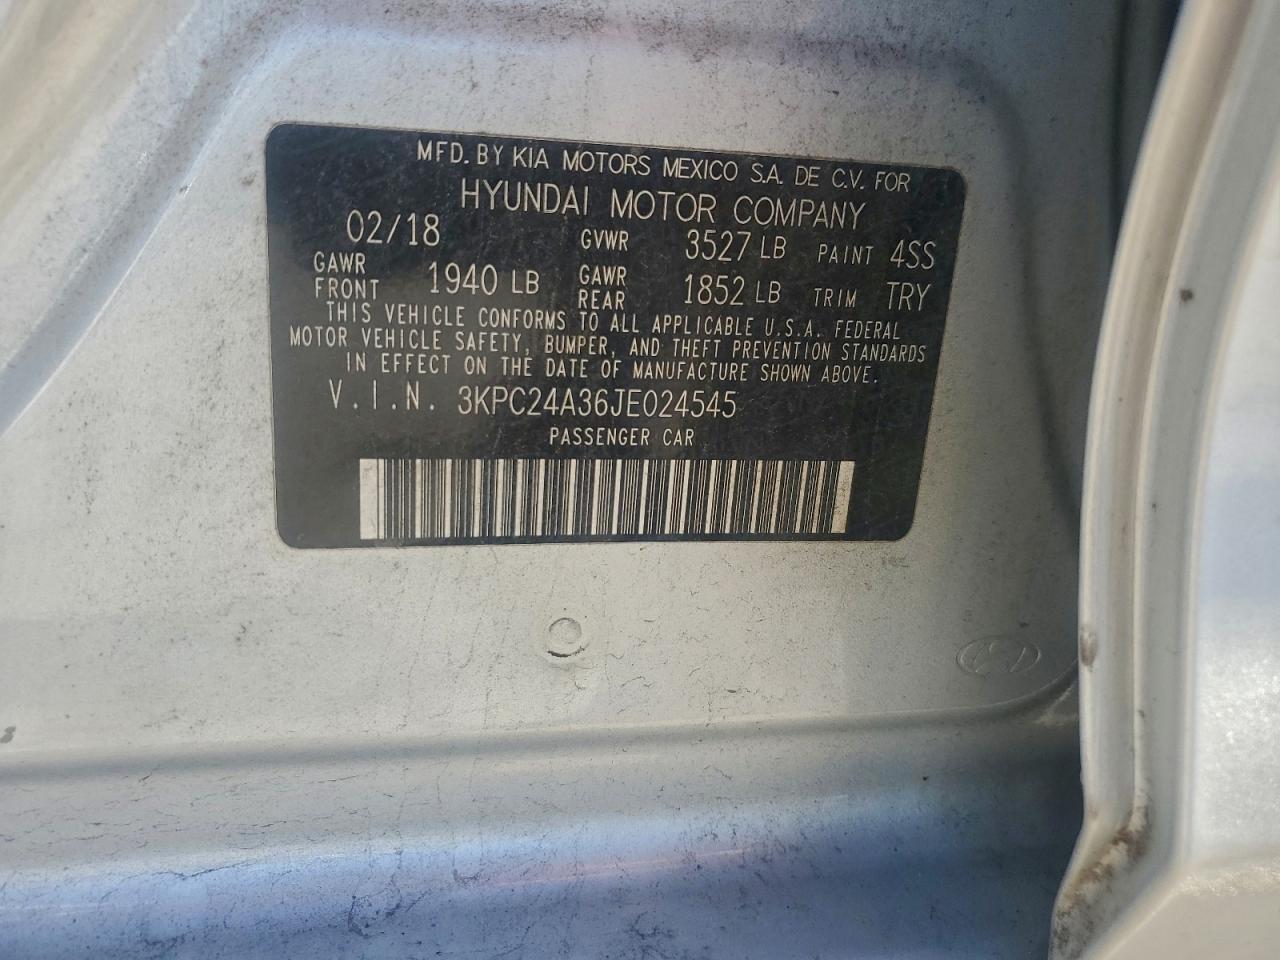 MFD. BY KIA MOTORS MEXICO S.A. DE C.V. FOR
HYUNDAI MOTOR COMPANY
02/18 GVWR 3527 LB PAINT 4SS
GAWR FRONT 1940 LB GAWR REAR 1852 LB TRIM TRY
THIS VEHICLE CONFORMS TO ALL APPLICABLE U.S.A. FEDERAL
MOTOR VEHICLE SAFETY, BUMPER, AND THEFT PREVENTION STANDARDS
IN EFFECT ON THE DATE OF MANUFACTURE SHOWN ABOVE.
V.I.N. 3KPC24A36JE024545
PASSENGER CAR